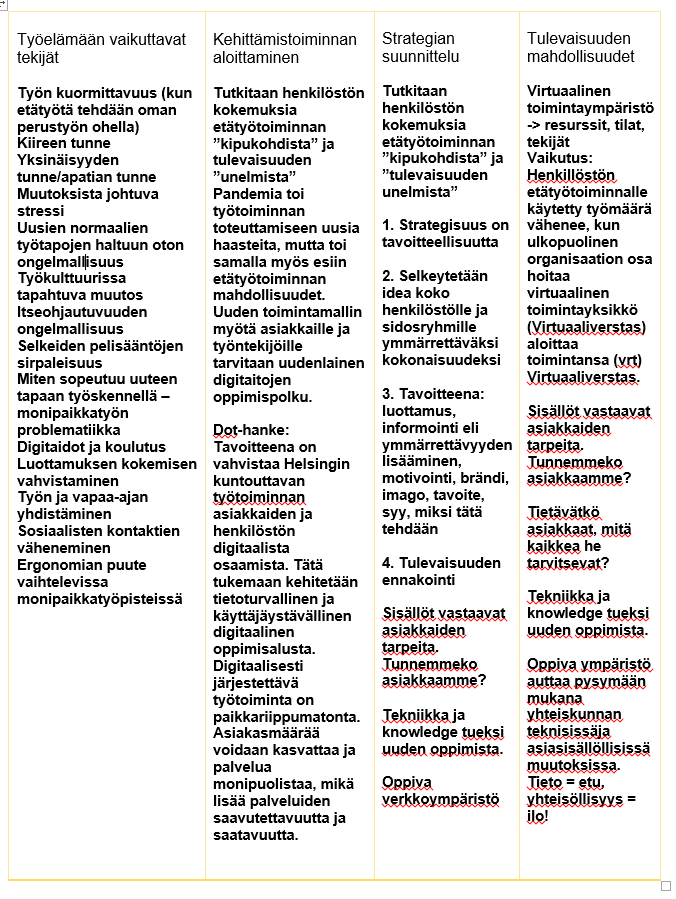 Työelämään vaikuttavat
tekijät
Työn kuormittavuus (kun
etätyötä tehdään oman
perustyön ohella)
Kiireen tunne
Yksinäisyyden
tunne/apatian tunne
Muutoksista johtuva
stressi
Uusien normaalien
työtapojen haltuun oton
ongelmallisuus
Työkulttuurissa
tapahtuva muutos
Itseohjautuvuuden
ongelmallisuus
Selkeiden pelisääntöjen
sirpaleisuus
Miten sopeutuu uuteen
tapaan työskennellä –
monipaikkatyön
problematiikka
Digitaidot ja koulutus
Luottamuksen kokemisen
vahvistaminen
Työn ja vapaa-ajan
yhdistäminen
Sosiaalisten kontaktien
väheneminen
Ergonomian puute
vaihtelevissa
monipaikkatyöpisteissä
Kehittämistoiminnan
aloittaminen
Tutkitaan henkilöstön
kokemuksia
etätyötoiminnan
”kipukohdista” ja
tulevaisuuden
”unelmista”
Pandemia toi
työtoiminnan
toteuttamiseen uusia
haasteita, mutta toi
samalla myös esiin
etätyötoiminnan
mahdollisuudet.
Uuden toimintamallin
myötä asiakkaille ja
työntekijöille
tarvitaan uudenlainen
digitaitojen
oppimispolku.
Dot-hanke:
Tavoitteena on
vahvistaa Helsingin
kuntouttavan
työtoiminnan
asiakkaiden ja
henkilöstön
digitaalista
osaamista. Tätä
tukemaan kehitetään
tietoturvallinen ja
käyttäjäystävällinen
digitaalinen
oppimisalusta.
Digitaalisesti
järjestettävä
työtoiminta on
paikkariippumatonta.
Asiakasmäärää
voidaan kasvattaa ja
palvelua
monipuolistaa, mikä
lisää palveluiden
saavutettavuutta ja
saatavuutta.
Strategian
suunnittelu
Tutkitaan
henkilöstön
kokemuksia
etätyötoiminnan
”kipukohdista” ja
”tulevaisuuden
unelmista”
1. Strategisuus on
tavoitteellisuutta
2. Selkeytetään
idea koko
henkilöstölle ja
sidosryhmille
ymmärrettäväksi
kokonaisuudeksi
3. Tavoitteena:
luottamus,
informointi eli
ymmärrettävyyden
lisääminen,
motivointi, brändi,
imago, tavoite,
syy, miksi tätä
tehdään
4. Tulevaisuuden
ennakointi
Sisällöt vastaavat
asiakkaiden
tarpeita.
Tunnemmeko
asiakkaamme?
Tekniikka ja
knowledge tueksi
uuden oppimista.
Oppiva
verkkoympäristö
Tulevaisuuden
mahdollisuudet
Virtuaalinen
toimintaympäristö
-> resurssit, tilat,
tekijät
Vaikutus:
Henkillöstön
etätyötoiminnalle
käytetty työmäärä
vähenee, kun
ulkopuolinen
organisaation osa
hoitaa
virtuaalinen
toimintayksikkö
(Virtuaaliverstas)
aloittaa
toimintansa (vrt)
Virtuaaliverstas.
Sisällöt vastaavat
asiakkaiden
tarpeita.
Tunnemmeko
asiakkaamme?
Tietävätkö
asiakkaat, mitä
kaikkea he
tarvitsevat?
Tekniikka ja
knowledge tueksi
uuden oppimista.
Oppiva ympäristö
auttaa pysymään
mukana
yhteiskunnan
teknisissäja
asiasisällöllisissä
muutoksissa.
Tieto = etu,
yhteisöllisyys =
ilo!